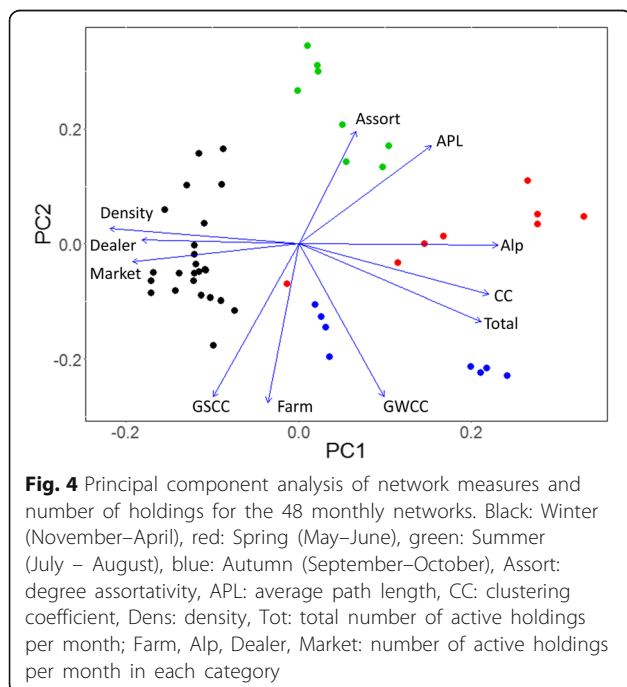 0.2
0.0
-0.2
PC2
Assort
APL
Density
Dealer
Market
Alp
CC
Total
GSCC
Farm
GWCC
-0.2
0.0
0.2
PC1
Fig. 4 Principal component analysis of network measures and
number of holdings for the 48 monthly networks. Black: Winter
(November–April), red: Spring (May–June), green: Summer
(July – August), blue: Autumn (September–October), Assort:
degree assortativity, APL: average path length, CC: clustering
coefficient, Dens: density, Tot: total number of active holdings
per month; Farm, Alp, Dealer, Market: number of active holdings
per month in each category